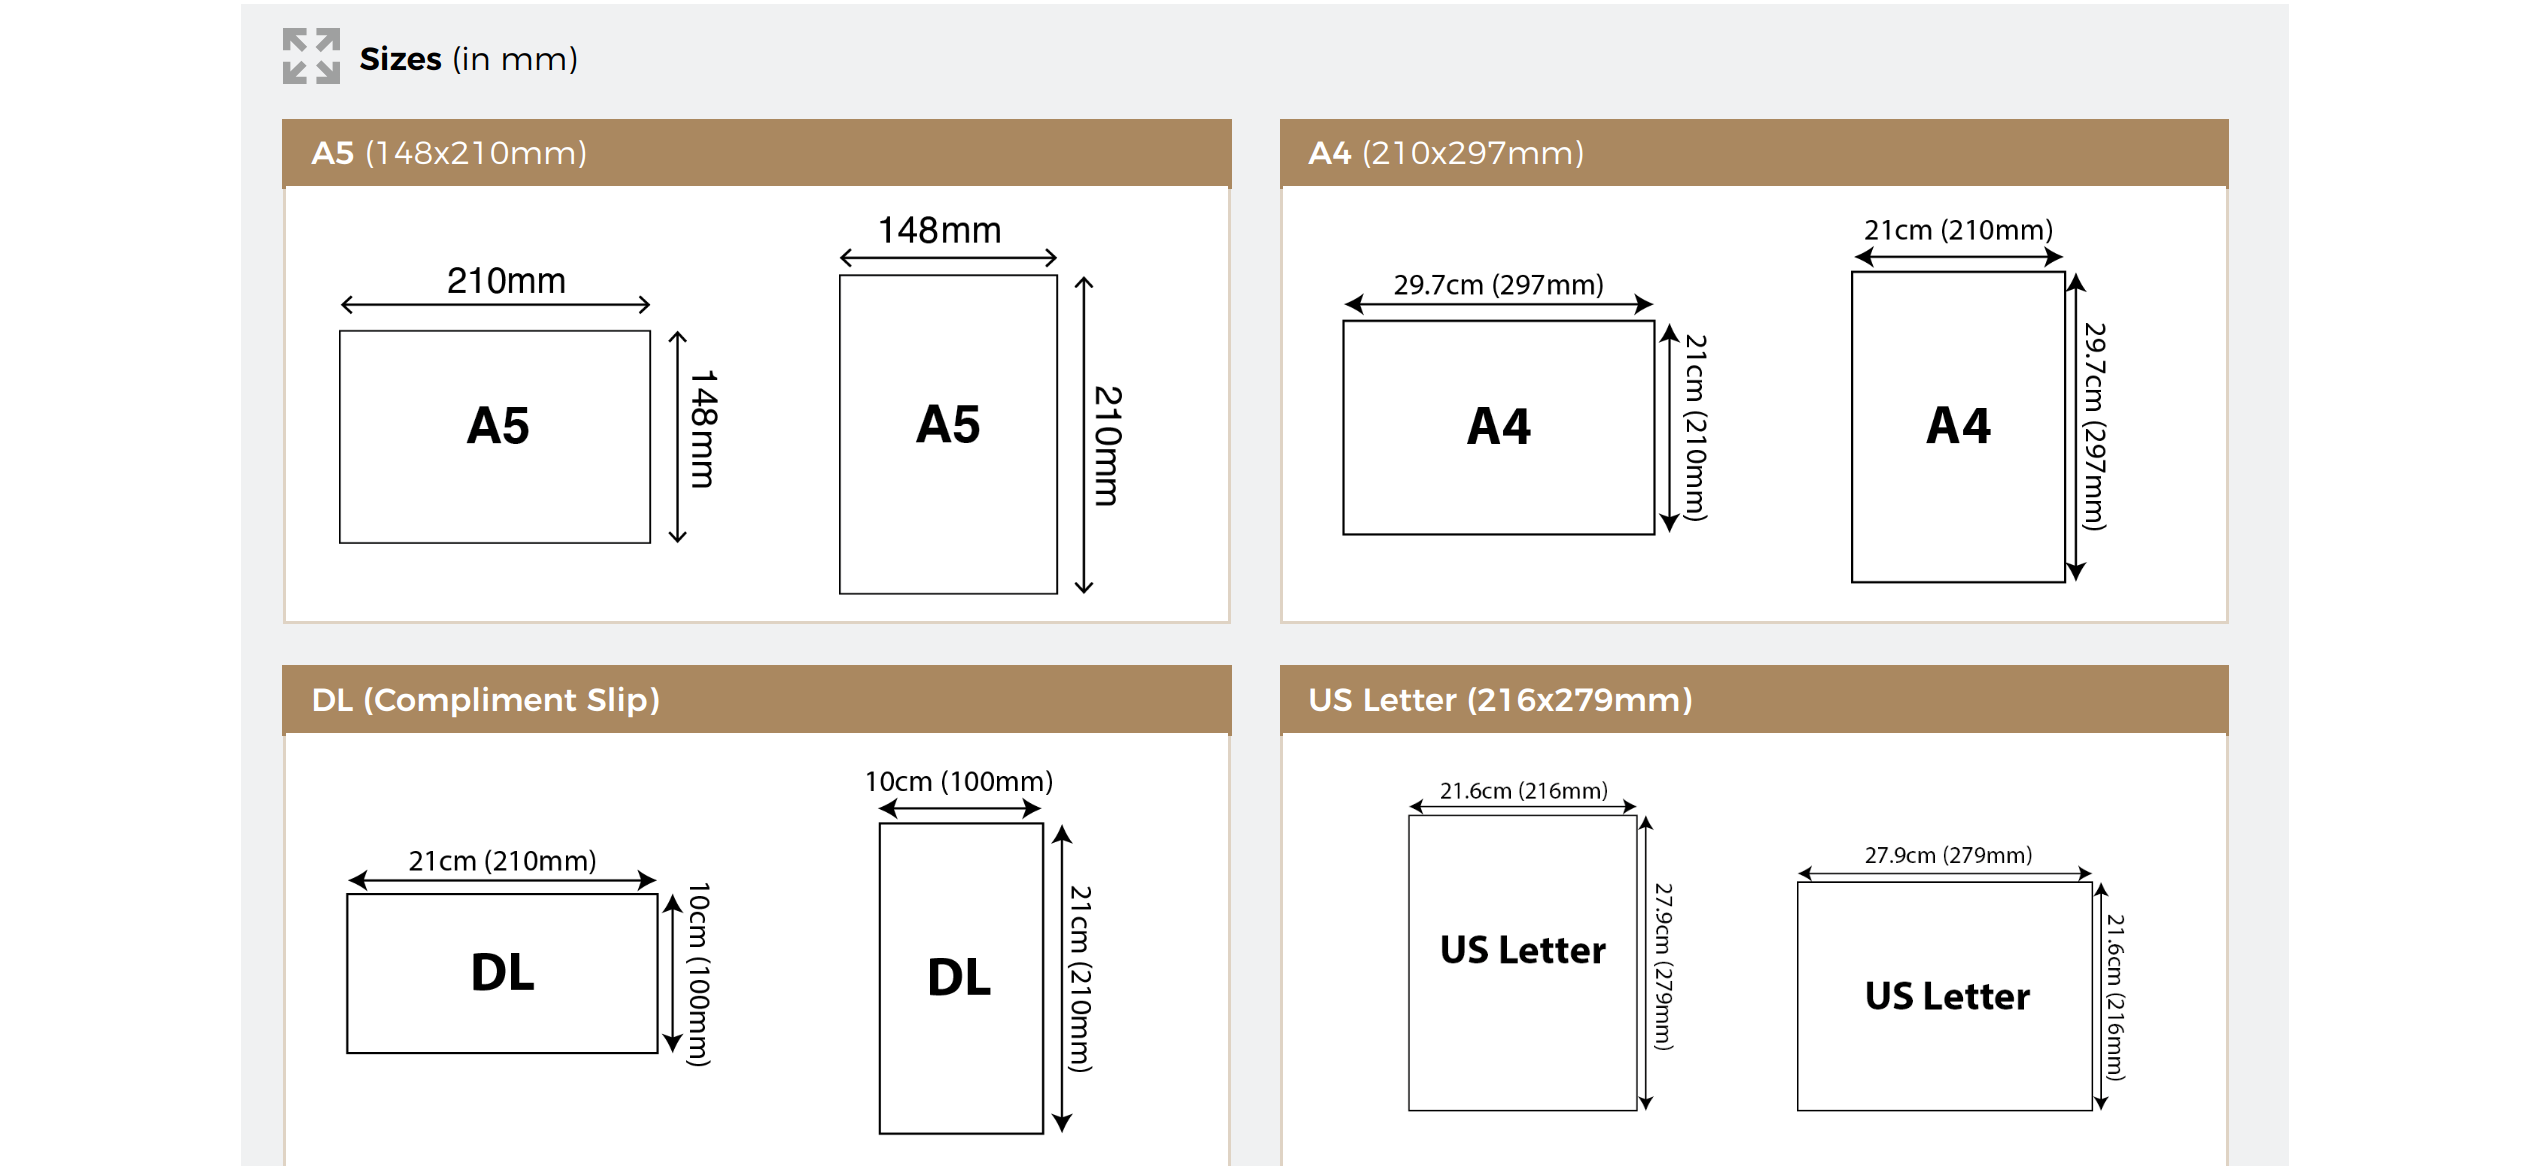 Sizes (in mm)
A5 (148x210mm)
210mm
148mm
A5
148mm
210mm
A5
A4 (210x297mm)
29.7cm (297mm)
21cm (210mm)
A4
21cm (210mm)
29.7cm (297mm)
A4
DL (Compliment Slip)
21cm (210mm)
10cm (100mm)
DL
10cm (100mm)
21cm (210mm)
DL
US Letter (216x279mm)
21.6cm (216mm)
27.9cm (279mm)
US Letter
27.9cm (279mm)
21.6cm (216mm)
US Letter